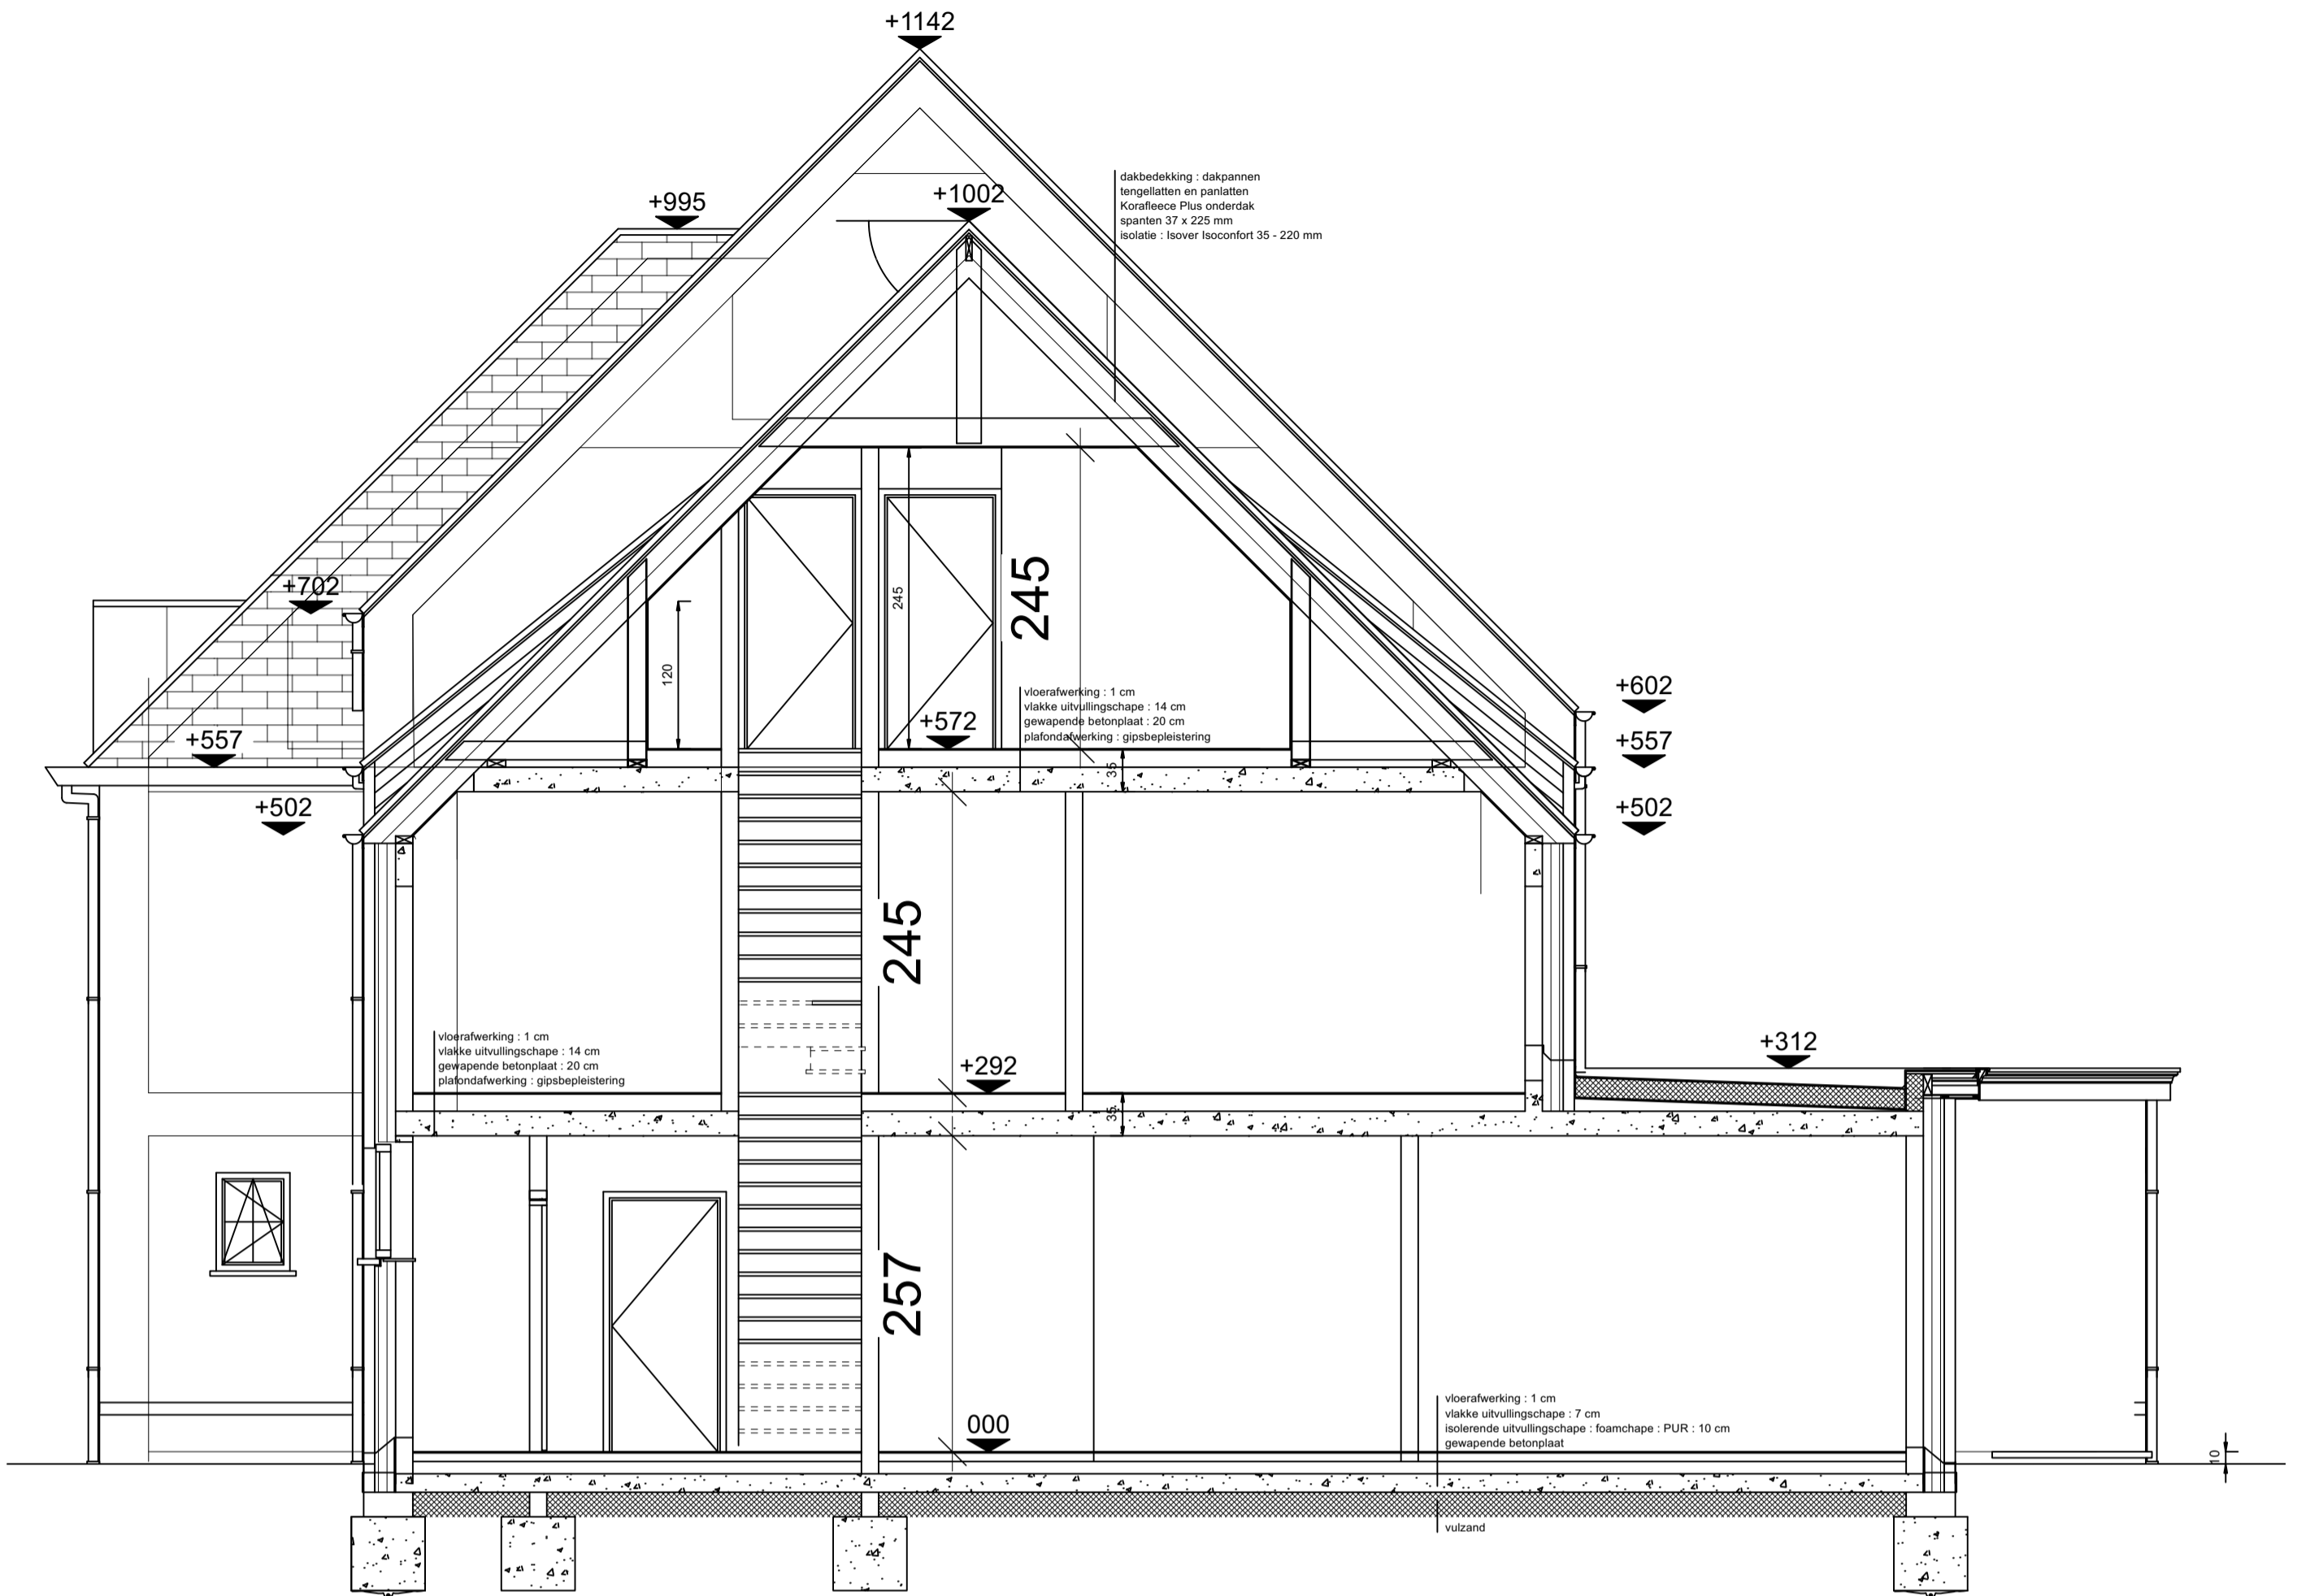 +1142
+995
+1002
dakbedekking : dakpannen
tengellatten en panlatten
Korafleece Plus onderdak
spanten 37 x 225 mm
isolatie : Isover Isoconfort 35 - 220 mm
+702
245
245
120
+602
vloerafwerking : 1 cm
vlakke uitvullingschape : 14 cm
gewapende betonplaat : 20 cm
plafondafwerking : gipsbepleistering
+572
+557
+557
35
+502
+502
245
vloerafwerking : 1 cm
vlakke uitvullingschape : 14 cm
gewapende betonplaat : 20 cm
plafondafwerking : gipsbepleistering
+292
+312
35
257
000
vloerafwerking : 1 cm
vlakke uitvullingschape : 7 cm
isolerende uitvullingschape : foamchape : PUR : 10 cm
gewapende betonplaat
10
vulzand